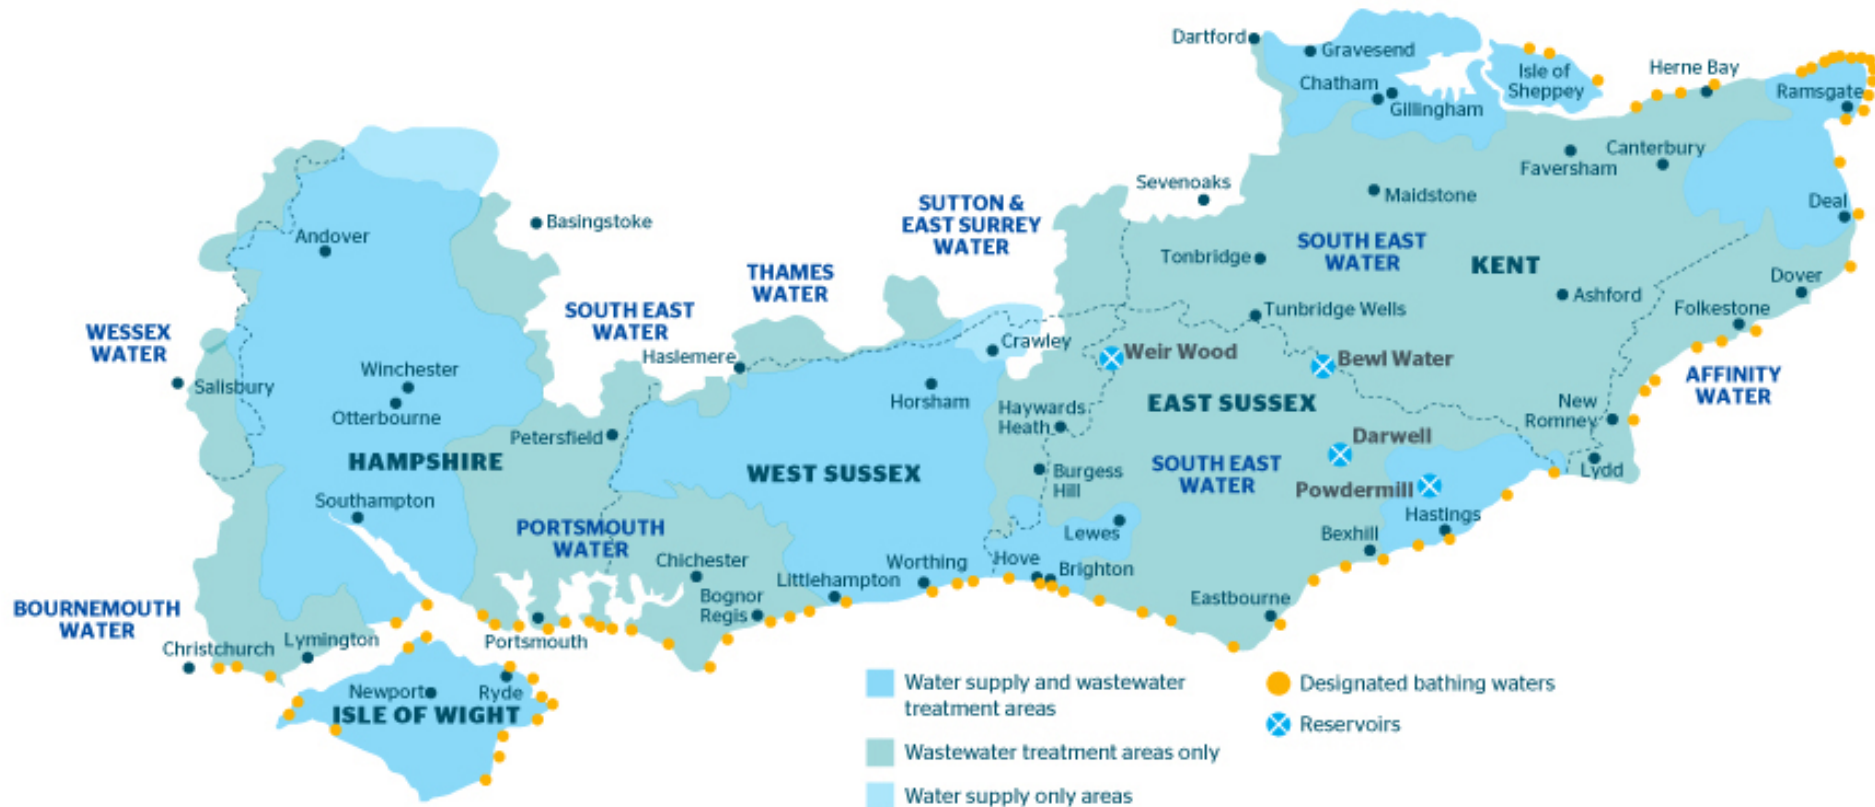 Dartford
Gravesend
Chatham
Gillingham
Isle of
Sheppey
Herne Bay
Ramsgate
Sevenoaks
Maidstone
Faversham
Canterbury
Deal
Basingstoke
Andover
SUTTON &
EAST SURREY
WATER
THAMES
WATER
SOUTH EAST
WATER
Tonbridge
SOUTH EAST
WATER
KENT
Ashford
Dover
Folkestone
Tunbridge Wells
WESSEX
WATER
Salisbury
Winchester
Otterbourne
Haslemere
Crawley
Weir Wood
Bewl Water
AFFINITY
WATER
Horsham
Haywards
Heath
EAST SUSSEX
New
Romney
Petersfield
HAMPSHIRE
WEST SUSSEX
Burgess
Hill
SOUTH EAST
WATER
Darwell
Powdermill
Lydd
Southampton
PORTSMOUTH
WATER
Lewes
Hastings
Bexhill
Chichester
Worthing
Hove
Brighton
Littlehampton
Bognor
Regis
Eastbourne
BOURNEMOUTH
WATER
Christchurch
Lymington
Portsmouth
Newport
Ryde
ISLE OF WIGHT
Water supply and wastewater
treatment areas
Wastewater treatment areas only
Water supply only areas
Designated bathing waters
Reservoirs